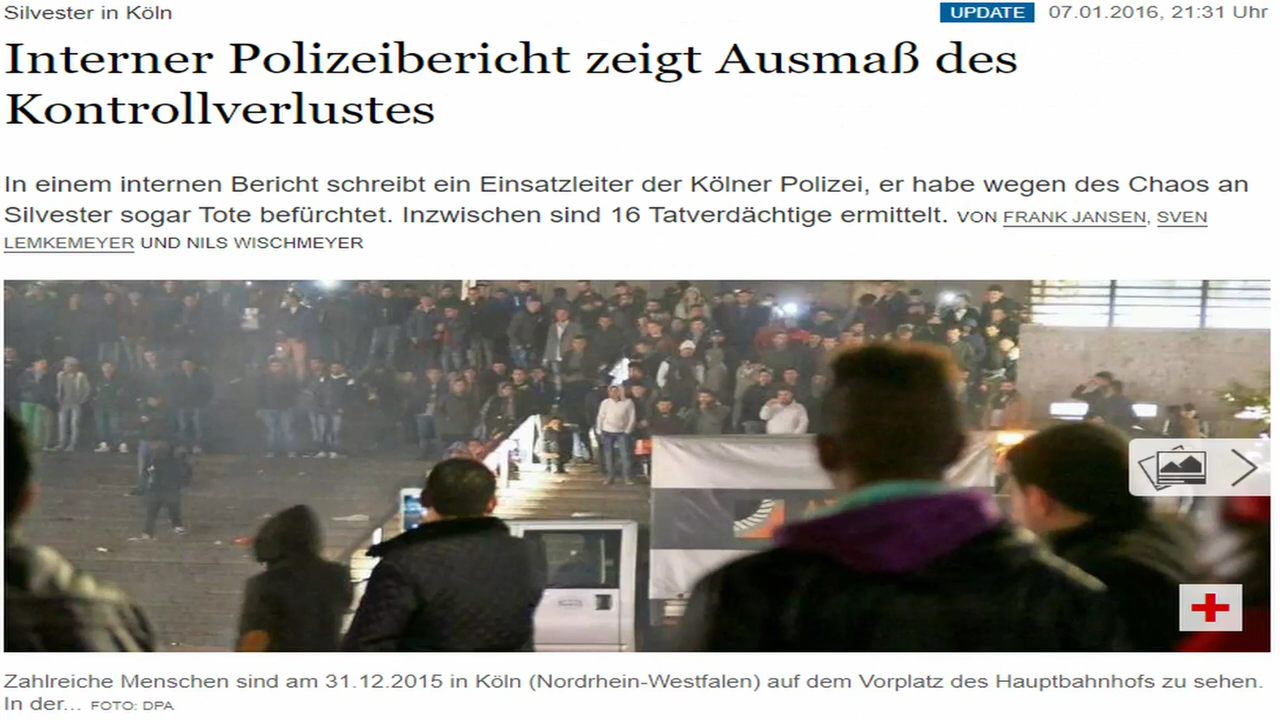 Silvester in Köln
UPDATE 07.01.2016, 21:31 Uhr
Interner Polizeibericht zeigt Ausmaß des
Kontrollverlustes
In einem internen Bericht schreibt ein Einsatzleiter der Kölner Polizei, er habe wegen des Chaos an
Silvester sogar Tote befürchtet. Inzwischen sind 16 Tatverdächtige ermittelt. VON FRANK JANSEN, SVEN
LEMKEMEYER UND NILS WISCHMEYER
Zahlreiche Menschen sind am 31.12.2015 in Köln (Nordrhein-Westfalen) auf dem Vorplatz des Hauptbahnhofs zu sehen.
In der... FOTO: DPA